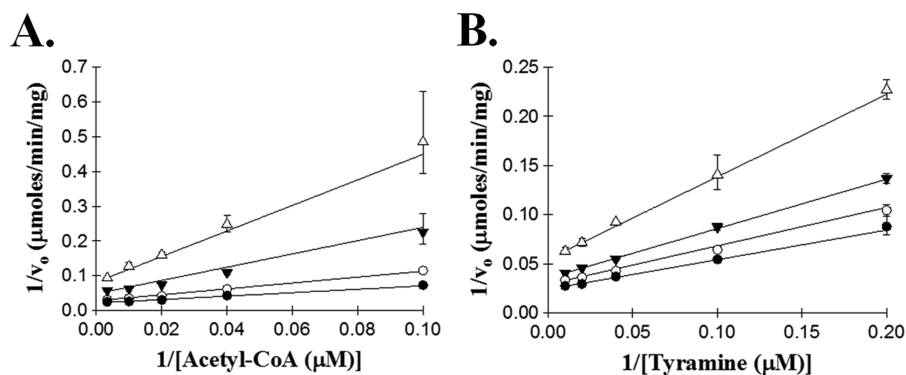 A.
0.7
0.6
0.5
0.4
0.3
0.2
0.1
0.0
0.00 0.02 0.04 0.06 0.08 0.10
1/v₀ (μmoles/min/mg)
1/[Acetyl-CoA (μM)]
B.
0.25
0.20
0.15
0.10
0.05
0.00
0.00 0.05 0.10 0.15 0.20
1/v₀ (μmoles/min/mg)
1/[Tyramine (μM)]